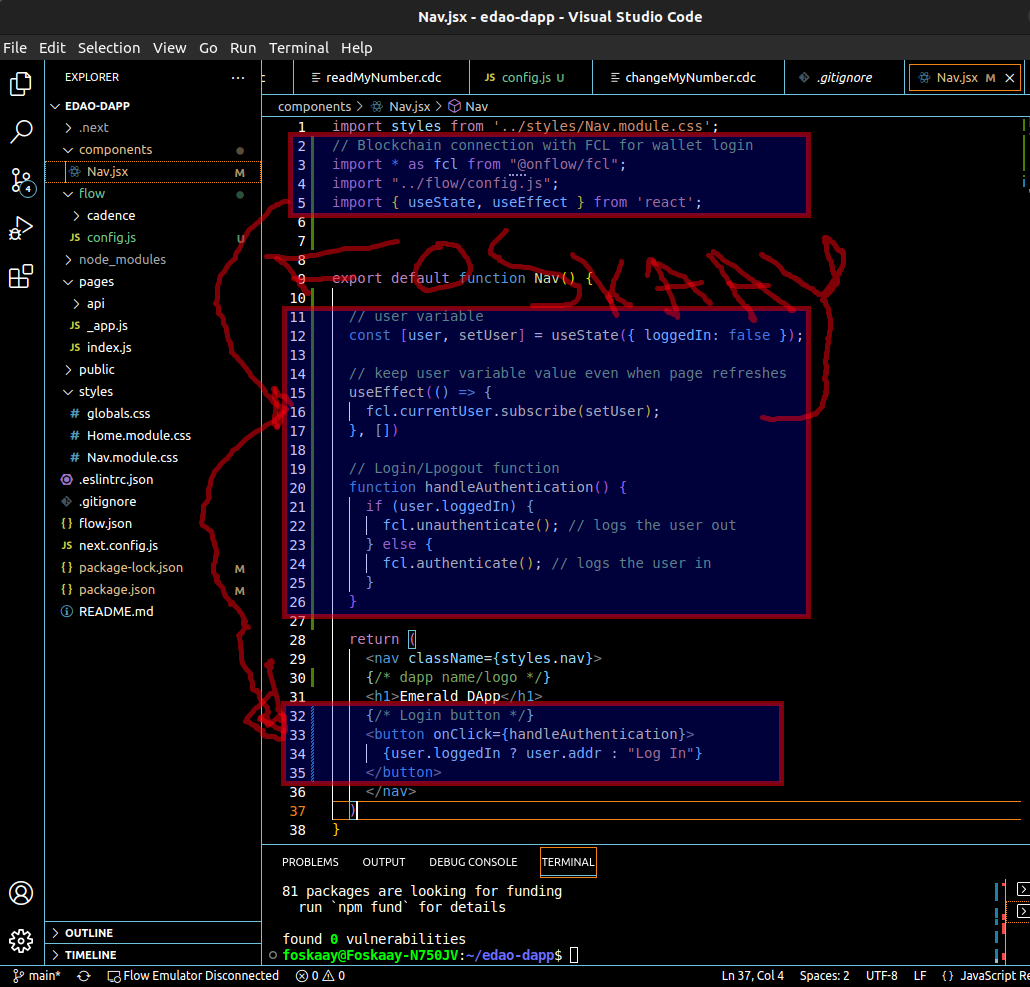 Nav.jsx - edao-dapp - Visual Studio Code
File Edit Selection View Go Run Terminal Help
EXPLORER ...
EDAO-DAPP
.next
components
Nav.jsx M
flow
cadence
JS config.js U
node_modules
pages
api
JS _app.js
JS index.js
public
styles
# globals.css
# Home.module.css
# Nav.module.css
.eslintrc.json
.gitignore
{} flow.json
JS next.config.js
{} package-lock.json M
{} package.json M
README.md
OUTLINE
TIMELINE
4
readMyNumber.cdc JS config.js U changeMyNumber.cdc .gitignore Nav.jsx M
components > Nav.jsx > Nav
1 import styles from '../styles/Nav.module.css';
2 // Blockchain connection with FCL for wallet login
3 import * as fcl from "@onflow/fcl";
4 import "../flow/config.js";
5 import { useState, useEffect } from 'react';
6
7
8
9 export default function Nav() {
10
11 // user variable
12 const [user, setUser] = useState({ loggedIn: false });
13
14 // keep user variable value even when page refreshes
15 useEffect(() => {
16 fcl.currentUser.subscribe(setUser);
17 }, [])
18
19 // Login/Lpogout function
20 function handleAuthentication() {
21 if (user.loggedIn) {
22 fcl.unauthenticate(); // logs the user out
23 } else {
24 fcl.authenticate(); // logs the user in
25 }
26 }
27
28 return (
29 <nav className={styles.nav}>
30 {/* dapp name/logo */}
31 <h1>Emerald DApp</h1>
32 {/* Login button */}
33 <button onClick={handleAuthentication}>
34 {user.loggedIn ? user.addr : "Log In"}
35 </button>
36 </nav>
37 )
38 }
PROBLEMS OUTPUT DEBUG CONSOLE TERMINAL
81 packages are looking for funding
run `npm fund` for details
found 0 vulnerabilities
foskaay@Foskaay-N750JV:~/edao-dapp$
main* Flow Emulator Disconnected 0 0 Ln 37, Col 4 Spaces: 2 UTF-8 LF {} JavaScript Re
FOSKAAY